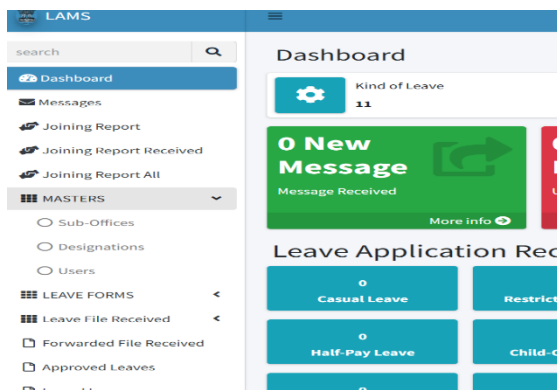 LAMS
search
Dashboard
Messages
Joining Report
Joining Report Received
Joining Report All
MASTERS
Sub-Offices
Designations
Users
LEAVE FORMS
Leave File Received
Forwarded File Received
Approved Leaves
Dashboard
Kind of Leave
11
0 New
Message
Message Received
More info
Leave Application Rec
0
Casual Leave
Restrict
0
Half-Pay Leave
Child-